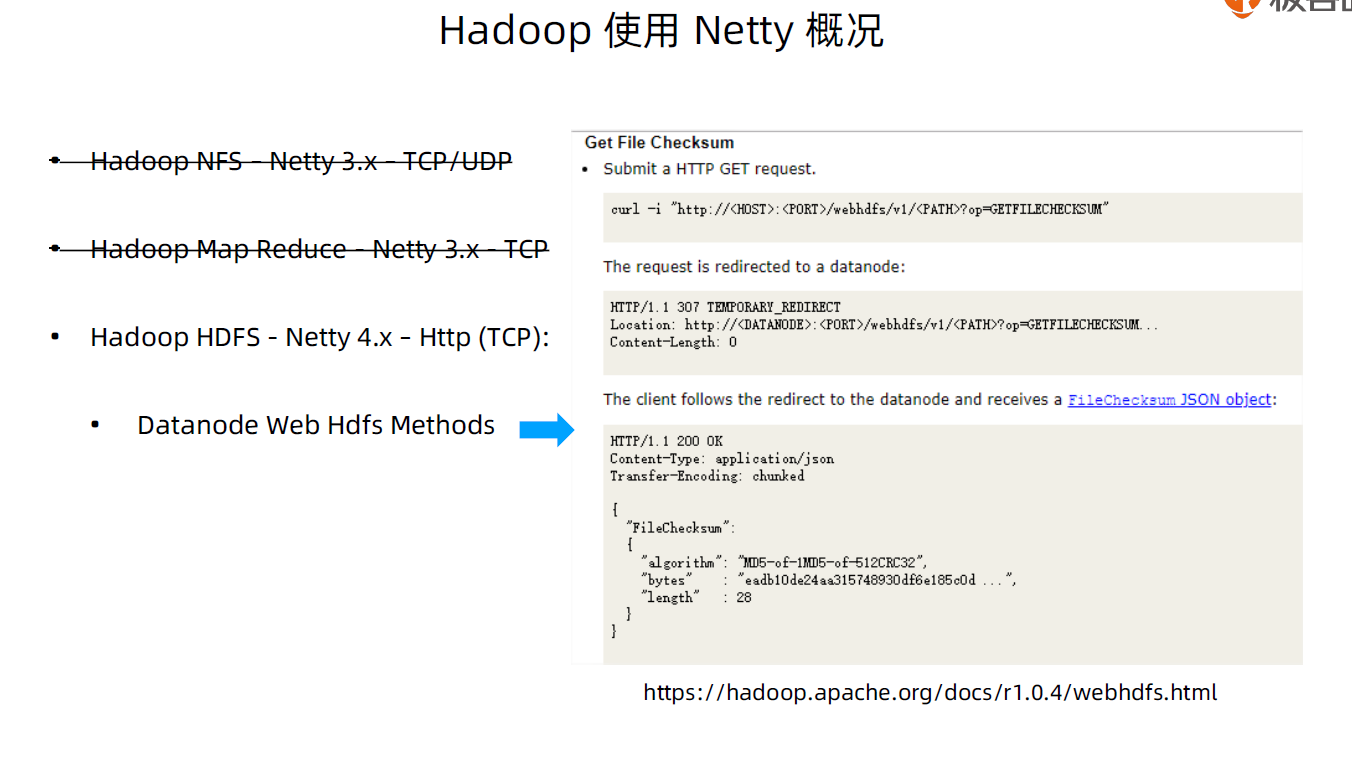 Hadoop 使用 Netty 概况
• Hadoop NFS – Netty 3.x – TCP/UDP
• Hadoop Map Reduce – Netty 3.x – TCP
• Hadoop HDFS – Netty 4.x – Http (TCP):
• Datanode Web Hdfs Methods
Get File Checksum
• Submit a HTTP GET request.
curl -i "http://<HOST>:<PORT>/webhdfs/v1/<PATH>?op=GETFILECHECKSUM"
The request is redirected to a datanode:
HTTP/1.1 307 TEMPORARY_REDIRECT
Location: http://<DATANODE>:<PORT>/webhdfs/v1/<PATH>?op=GETFILECHECKSUM...
Content-Length: 0
The client follows the redirect to the datanode and receives a FileChecksum JSON object:
HTTP/1.1 200 OK
Content-Type: application/json
Transfer-Encoding: chunked
{
"FileChecksum":
{
"algorithm": "MD5-of-1MD5-of-512CRC32",
"bytes" : "eadb10de24aa315748930df6e185c0d ...",
"length" : 28
}
}
https://hadoop.apache.org/docs/r1.0.4/webhdfs.html